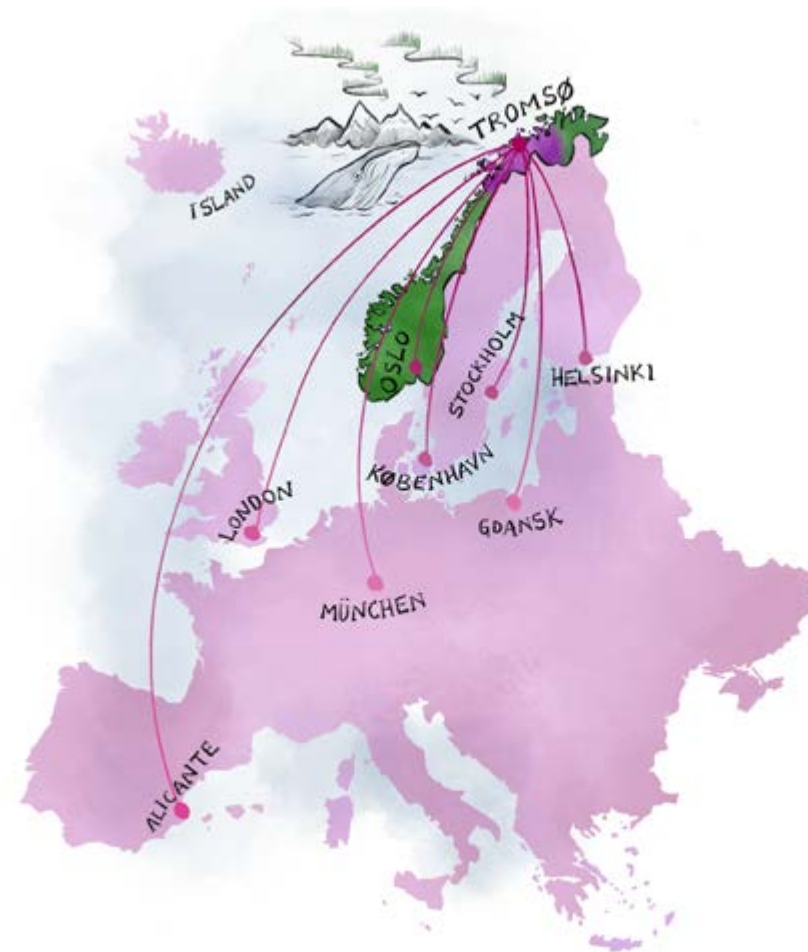 TROMSØ
ISLAND
OSLO
STOCKHOLM
HELSINKI
KØBENHAVN
LONDON
GDANSK
MÜNCHEN
ALICANTE